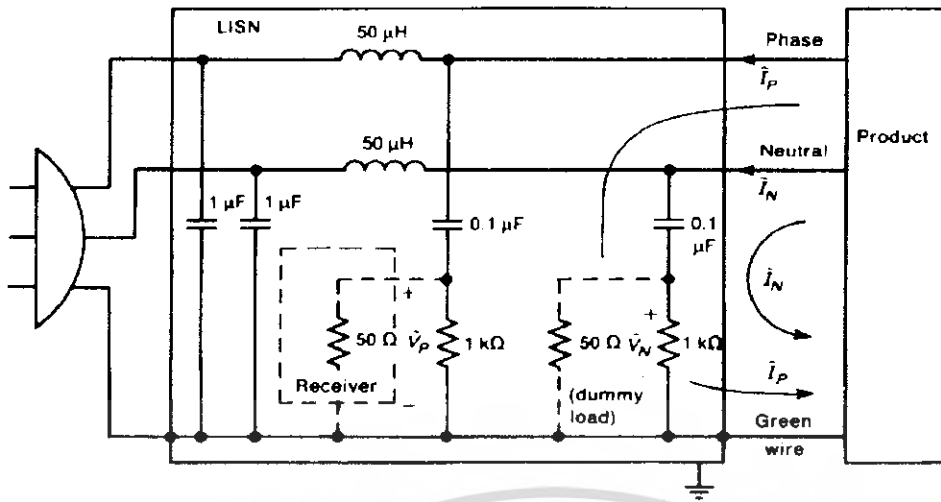 LISN
50 μH
Phase
Î_P
50 μH
Neutral
Product
Î_N
1 μF
1 μF
0.1 μF
0.1
μF
Î_N
+
+
50 Ω
V̂_P
1 kΩ
50 Ω
V̂_N
1 kΩ
Receiver
−
(dummy
load)
Î_P
Green
wire